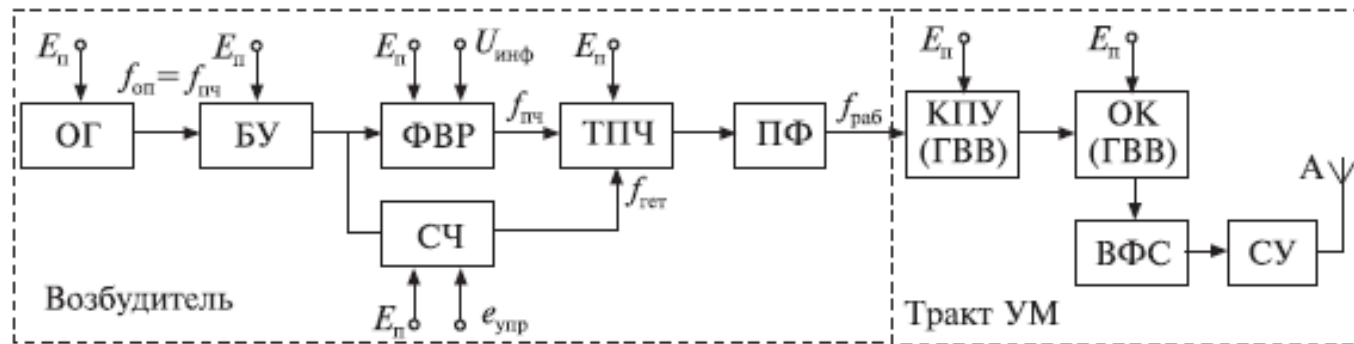 Eп
Eп
Eп
Uинф
Eп
Eп
Eп
fоп = fпч
fпч
fраб
ОГ
БУ
ФВР
ТПЧ
ПФ
КПУ
(ГВВ)
ОК
(ГВВ)
А
fгет
СЧ
ВФС
СУ
Возбудитель
Eп
eупр
Тракт УМ